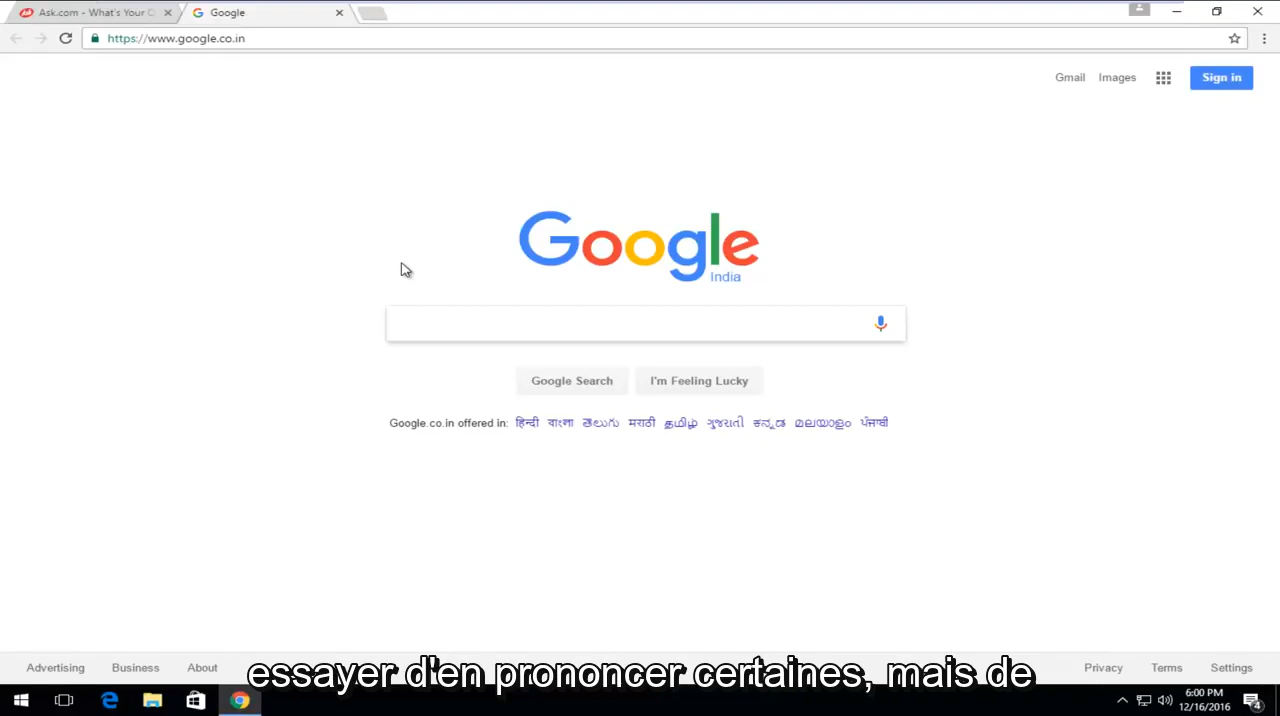 Ask.com - What's Your Q
Google
https://www.google.co.in
Gmail Images Sign in
Google
India
Google Search I'm Feeling Lucky
Google.co.in offered in: हिन्दी বাংলা తెలుగు मराठी தமிழ் ગુજરાતી ಕನ್ನಡ മലയാളം ਪੰਜਾਬੀ
Advertising Business About Privacy Terms Settings
essayer d'en prononcer certaines, mais de
6:00 PM
12/16/2016
4